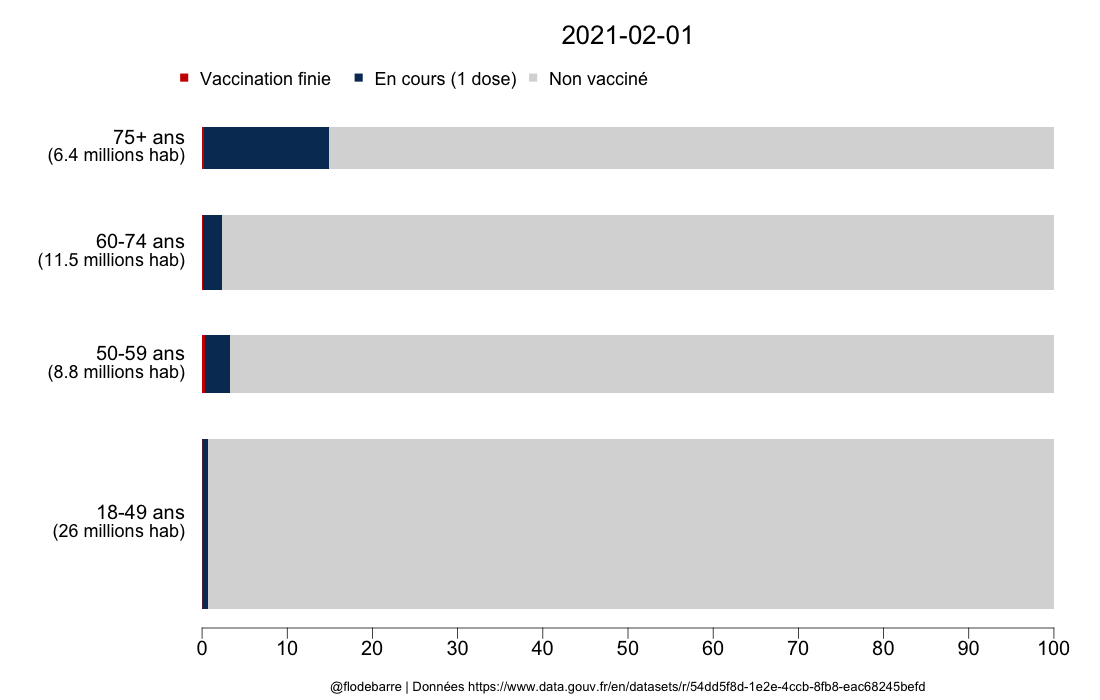 2021-02-01
Vaccination finie En cours (1 dose) Non vacciné
75+ ans
(6.4 millions hab)
60-74 ans
(11.5 millions hab)
50-59 ans
(8.8 millions hab)
18-49 ans
(26 millions hab)
0 10 20 30 40 50 60 70 80 90 100
@flodebarre | Données https://www.data.gouv.fr/en/datasets/r/54dd5f8d-1e2e-4ccb-8fb8-eac68245befd